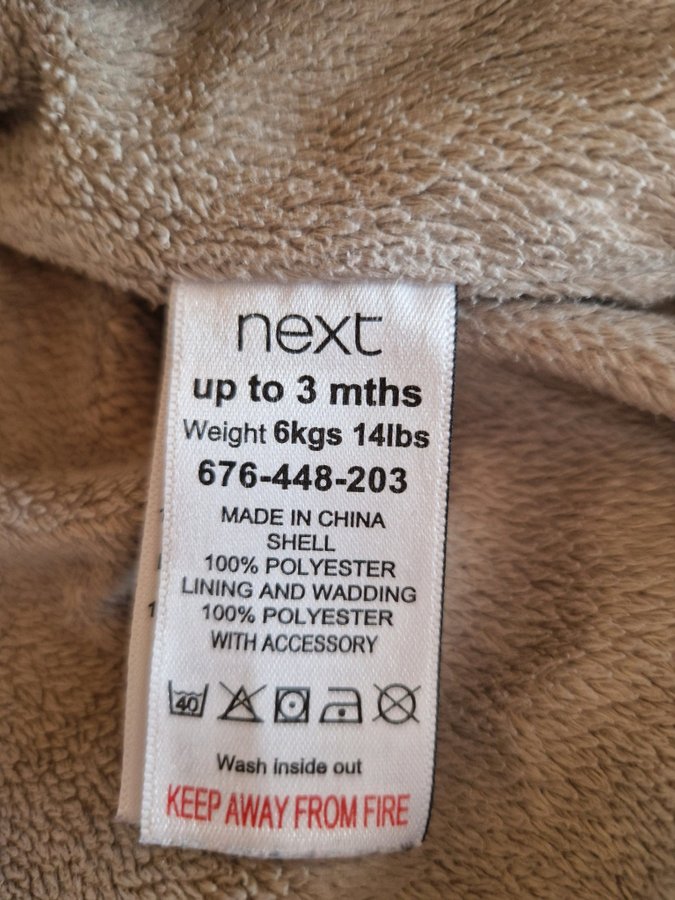 next
up to 3 mths
Weight 6kgs 14lbs
676-448-203
MADE IN CHINA
SHELL
100% POLYESTER
LINING AND WADDING
100% POLYESTER
WITH ACCESSORY
40
Wash inside out
KEEP AWAY FROM FIRE